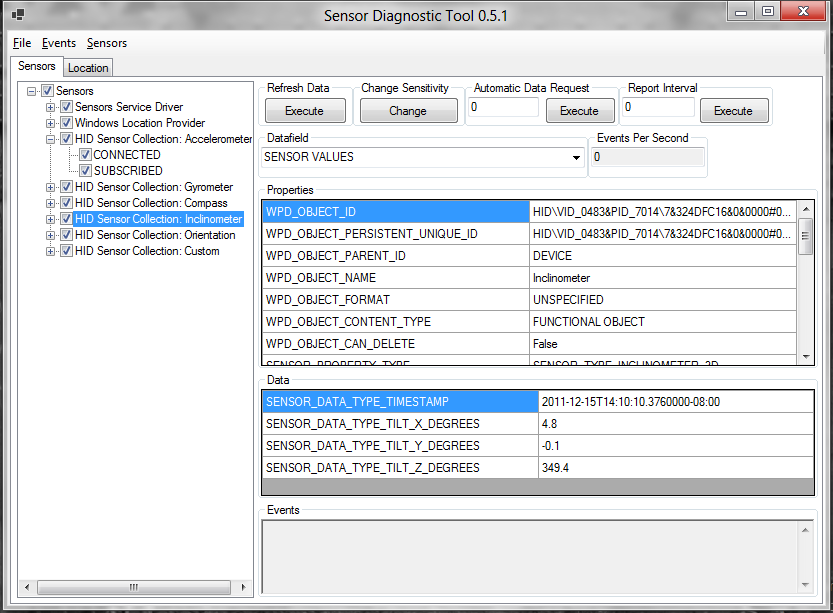 Sensor Diagnostic Tool 0.5.1
File Events Sensors
Sensors Location
Sensors
Sensors Service Driver
Windows Location Provider
HID Sensor Collection: Accelerometer
CONNECTED
SUBSCRIBED
HID Sensor Collection: Gyrometer
HID Sensor Collection: Compass
HID Sensor Collection: Inclinometer
HID Sensor Collection: Orientation
HID Sensor Collection: Custom
Refresh Data Change Sensitivity Automatic Data Request Report Interval
Execute Change 0 Execute 0 Execute
Datafield Events Per Second
SENSOR VALUES 0
Properties
WPD_OBJECT_ID HID\VID_0483&PID_7014\7&324DFC16&0&0000#0...
WPD_OBJECT_PERSISTENT_UNIQUE_ID HID\VID_0483&PID_7014\7&324DFC16&0&0000#0...
WPD_OBJECT_PARENT_ID DEVICE
WPD_OBJECT_NAME Inclinometer
WPD_OBJECT_FORMAT UNSPECIFIED
WPD_OBJECT_CONTENT_TYPE FUNCTIONAL OBJECT
WPD_OBJECT_CAN_DELETE False
SENSOR_PROPERTY_TYPE SENSOR_TYPE_INCLINOMETER_3D
Data
SENSOR_DATA_TYPE_TIMESTAMP 2011-12-15T14:10:10.3760000-08:00
SENSOR_DATA_TYPE_TILT_X_DEGREES 4.8
SENSOR_DATA_TYPE_TILT_Y_DEGREES -0.1
SENSOR_DATA_TYPE_TILT_Z_DEGREES 349.4
Events